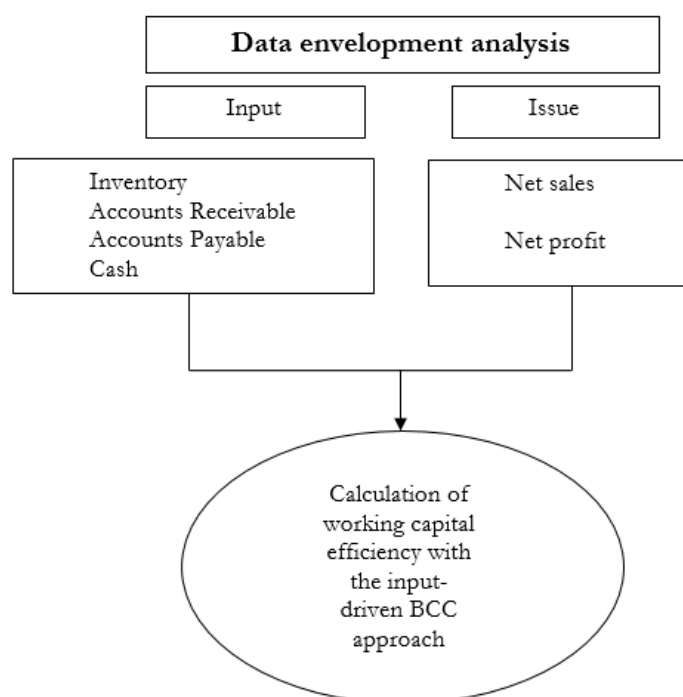 Data envelopment analysis
Input
Issue
Inventory
Accounts Receivable
Accounts Payable
Cash
Net sales
Net profit
Calculation of
working capital
efficiency with
the input-
driven BCC
approach